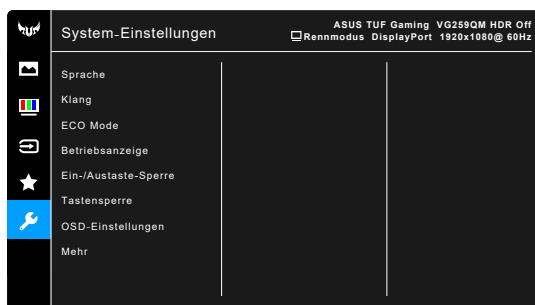 System-Einstellungen
ASUS TUF Gaming VG259QM HDR Off
Rennmodus DisplayPort 1920x1080@ 60Hz
Sprache
Klang
ECO Mode
Betriebsanzeige
Ein-/Austaste-Sperre
Tastensperre
OSD-Einstellungen
Mehr